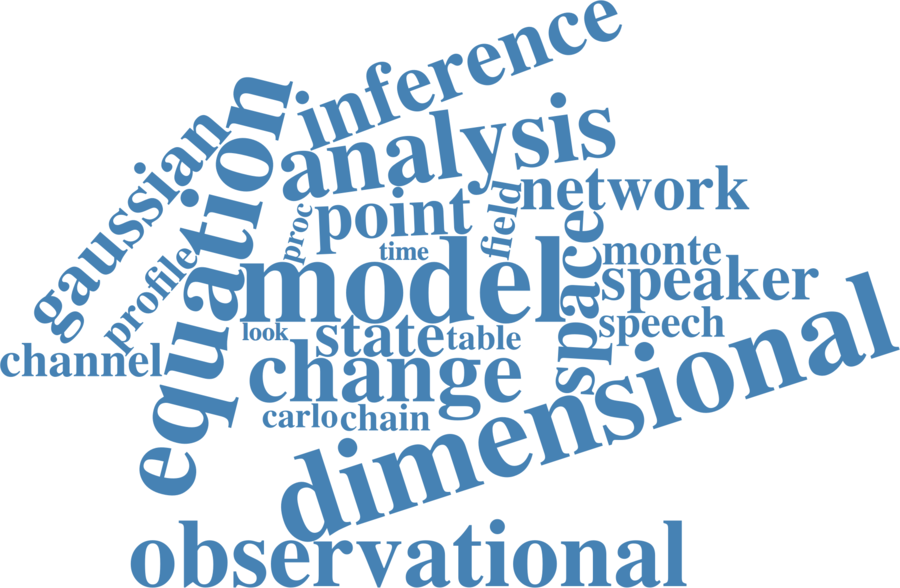 inference
analysis
equation
gaussian
network
point
field
proc
time
space
monte
model
speaker
profile
speech
look
state
table
channel
change
carlo
chain
dimensional
observational